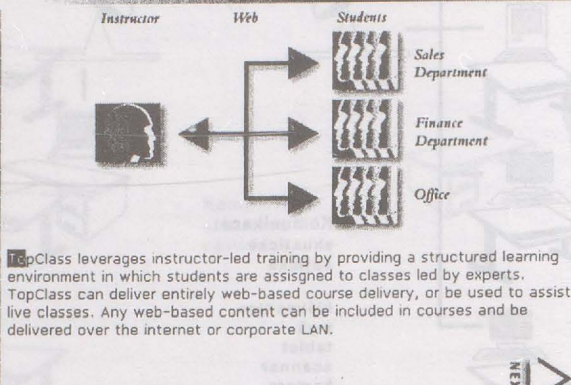 Instructor Web Students
Sales
Department
Finance
Department
Office
TopClass leverages instructor-led training by providing a structured learning
environment in which students are assisgned to classes led by experts.
TopClass can deliver entirely web-based course delivery, or be used to assist
live classes. Any web-based content can be included in courses and be
delivered over the internet or corporate LAN.
tablet
scanner
NEX